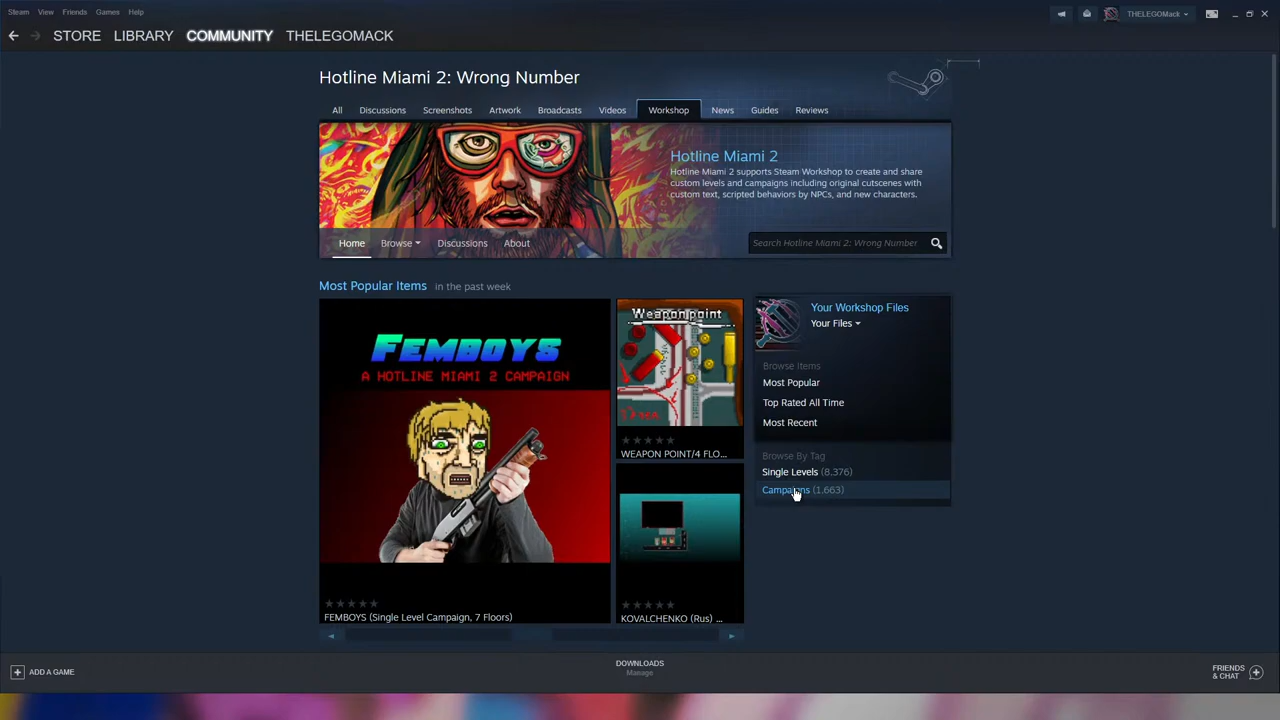 Steam View Friends Games Help
THELEGOMack
STORE LIBRARY COMMUNITY THELEGOMACK
Hotline Miami 2: Wrong Number
All Discussions Screenshots Artwork Broadcasts Videos Workshop News Guides Reviews
Hotline Miami 2
Hotline Miami 2 supports Steam Workshop to create and share
custom levels and campaigns including original cutscenes with
custom text, scripted behaviors by NPCs, and new characters.
Home Browse Discussions About
Search Hotline Miami 2: Wrong Number
Most Popular Items in the past week
FEMBOYS
A HOTLINE MIAMI 2 CAMPAIGN
FEMBOYS (Single Level Campaign, 7 Floors)
Weapon point
WEAPON POINT/4 FLO...
KOVALCHENKO (Rus) ...
Your Workshop Files
Your Files
Browse Items
Most Popular
Top Rated All Time
Most Recent
Browse By Tag
Single Levels (8,376)
Campaigns (1,663)
ADD A GAME
DOWNLOADS
Manage
FRIENDS
& CHAT